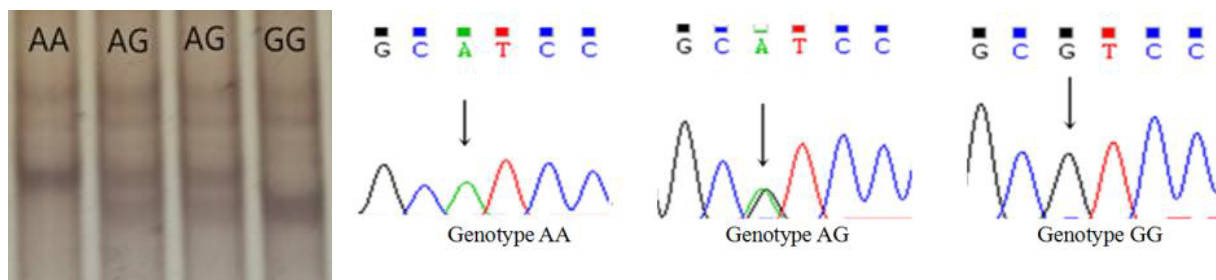 AA AG AG GG
G C A T C C
Genotype AA
G C A T C C
Genotype AG
G C G T C C
Genotype GG